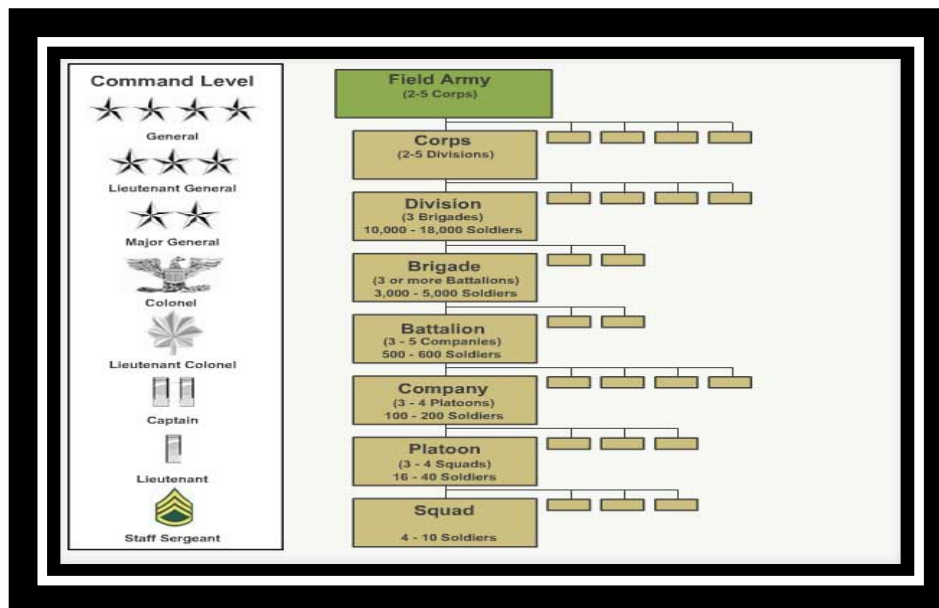 Command Level
General
Lieutenant General
Major General
Colonel
Lieutenant Colonel
Captain
Lieutenant
Staff Sergeant
Field Army
(2-5 Corps)
Corps
(2-5 Divisions)
Division
(3 Brigades)
10,000 - 18,000 Soldiers
Brigade
(3 or more Battalions)
3,000 - 5,000 Soldiers
Battalion
(3 - 5 Companies)
500 - 600 Soldiers
Company
(3 - 4 Platoons)
100 - 200 Soldiers
Platoon
(3 - 4 Squads)
16 - 40 Soldiers
Squad
4 - 10 Soldiers